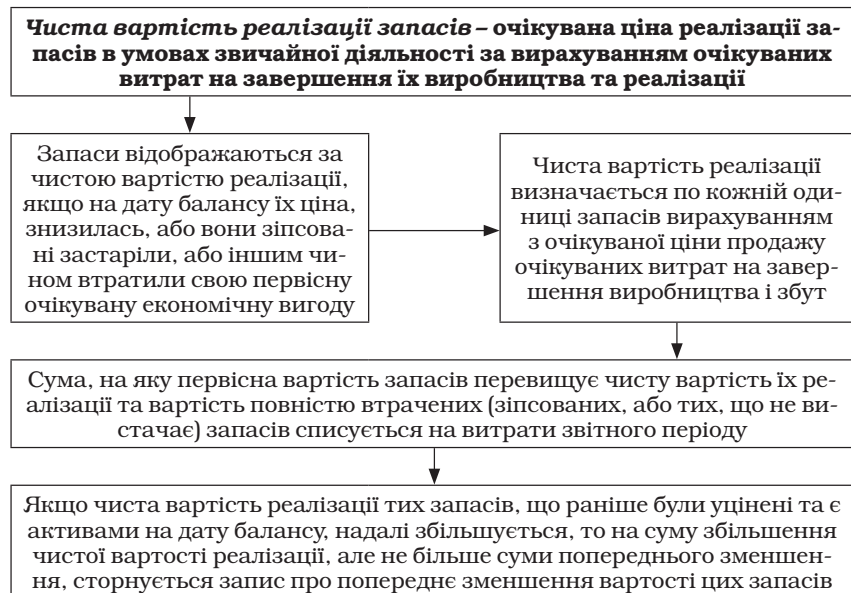 Чиста вартість реалізації запасів – очікувана ціна реалізації за-
пасів в умовах звичайної діяльності за вирахуванням очікуваних
витрат на завершення їх виробництва та реалізації
Запаси відображаються за
чистою вартістю реалізації,
якщо на дату балансу їх ціна,
знизилась, або вони зіпсова-
ні застаріли, або іншим чи-
ном втратили свою первісну
очікувану економічну вигоду
Чиста вартість реалізації
визначається по кожній оди-
ниці запасів вирахуванням
з очікуваної ціни продажу
очікуваних витрат на завер-
шення виробництва і збут
Сума, на яку первісна вартість запасів перевищує чисту вартість їх ре-
алізації та вартість повністю втрачених (зіпсованих, або тих, що не ви-
стачає) запасів списується на витрати звітного періоду
Якщо чиста вартість реалізації тих запасів, що раніше були уцінені та є
активами на дату балансу, надалі збільшується, то на суму збільшення
чистої вартості реалізації, але не більше суми попереднього зменшен-
ня, сторнується запис про попереднє зменшення вартості цих запасів